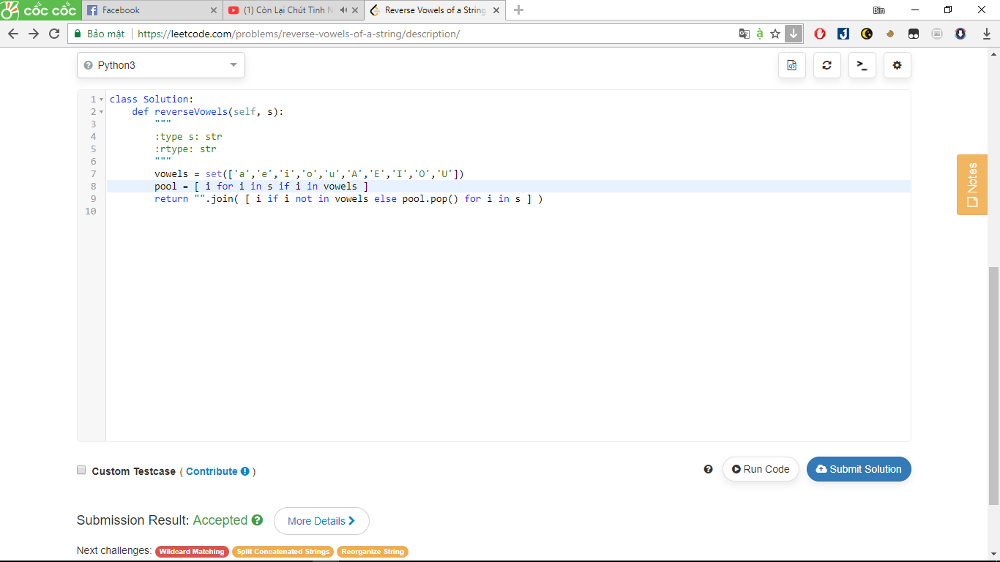 cốc cốc Facebook (1) Còn Lại Chút Tình N Reverse Vowels of a String Bin
Bảo mật https://leetcode.com/problems/reverse-vowels-of-a-string/description/
Python3
1 class Solution:
2 def reverseVowels(self, s):
3 """
4 :type s: str
5 :rtype: str
6 """
7 vowels = set(['a','e','i','o','u','A','E','I','O','U'])
8 pool = [ i for i in s if i in vowels ]
9 return "".join( [ i if i not in vowels else pool.pop() for i in s ] )
10
Notes
Custom Testcase ( Contribute )
Run Code Submit Solution
Submission Result: Accepted More Details
Next challenges: Wildcard Matching Split Concatenated Strings Reorganize String